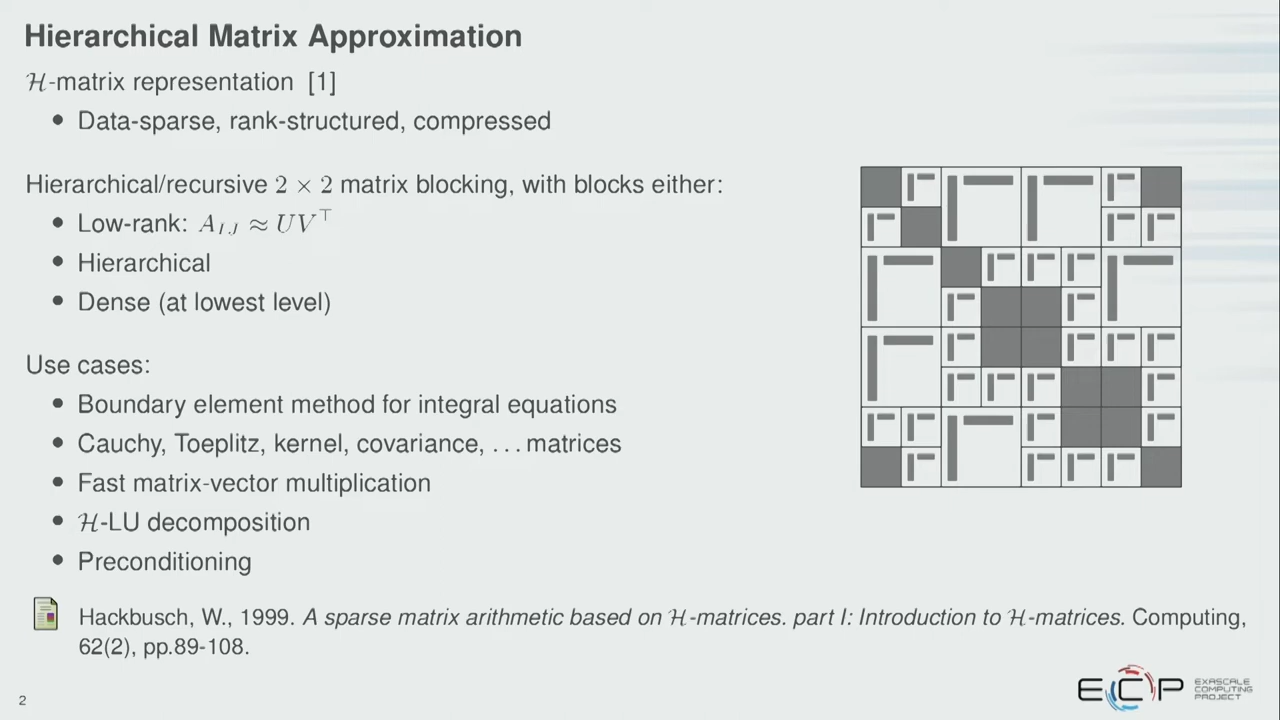 Hierarchical Matrix Approximation
ℋ-matrix representation [1]
• Data-sparse, rank-structured, compressed
Hierarchical/recursive 2 × 2 matrix blocking, with blocks either:
• Low-rank: A_{IJ} ≈ UV^⊤
• Hierarchical
• Dense (at lowest level)
Use cases:
• Boundary element method for integral equations
• Cauchy, Toeplitz, kernel, covariance, ... matrices
• Fast matrix-vector multiplication
• ℋ-LU decomposition
• Preconditioning
Hackbusch, W., 1999. A sparse matrix arithmetic based on ℋ-matrices. part I: Introduction to ℋ-matrices. Computing,
62(2), pp.89-108.
2
ECP EXASCALE
COMPUTING
PROJECT